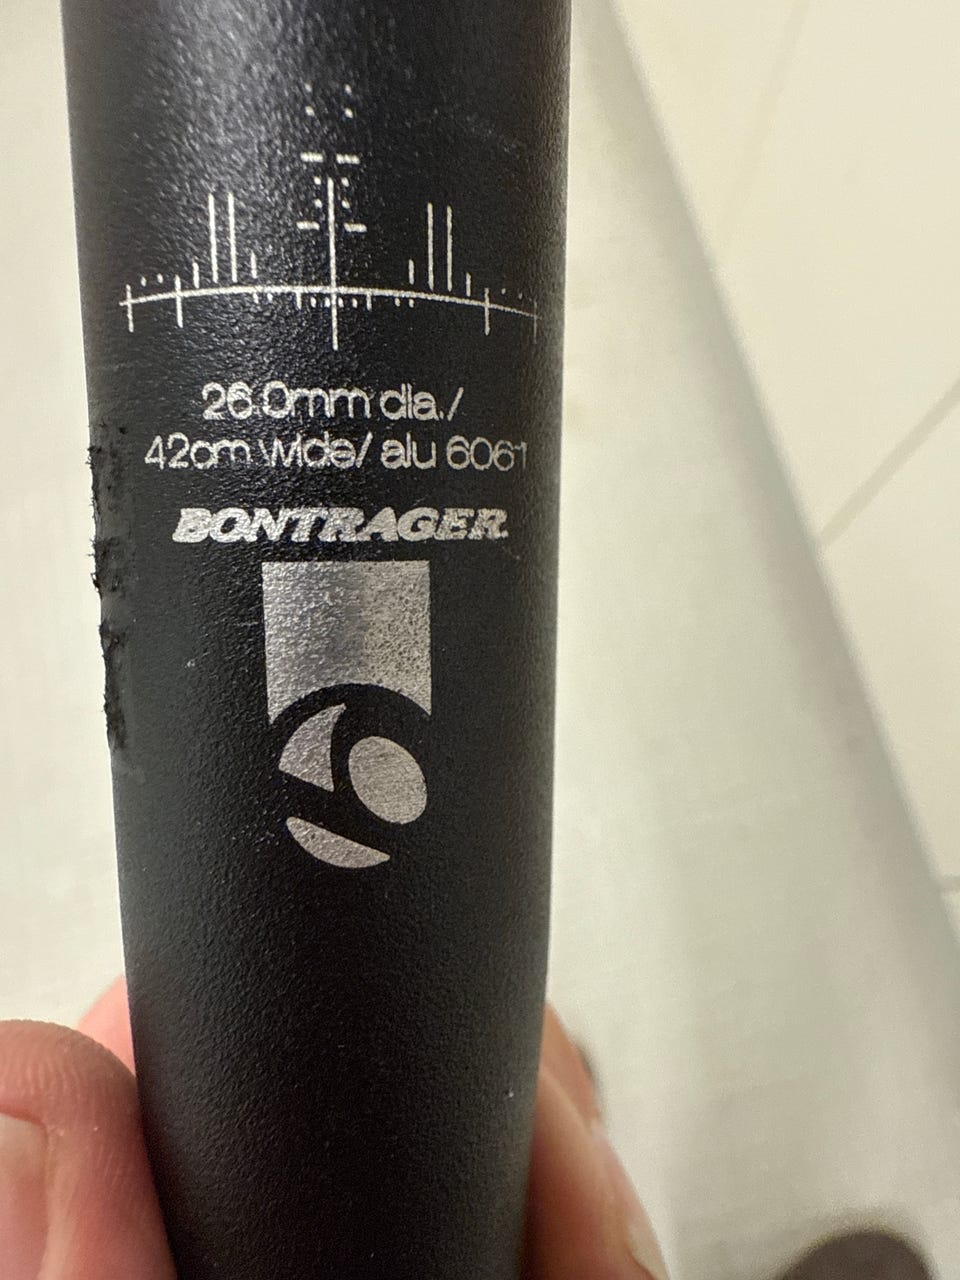 26.0mm dia./
42cm wide/ alu 6061
BONTRAGER